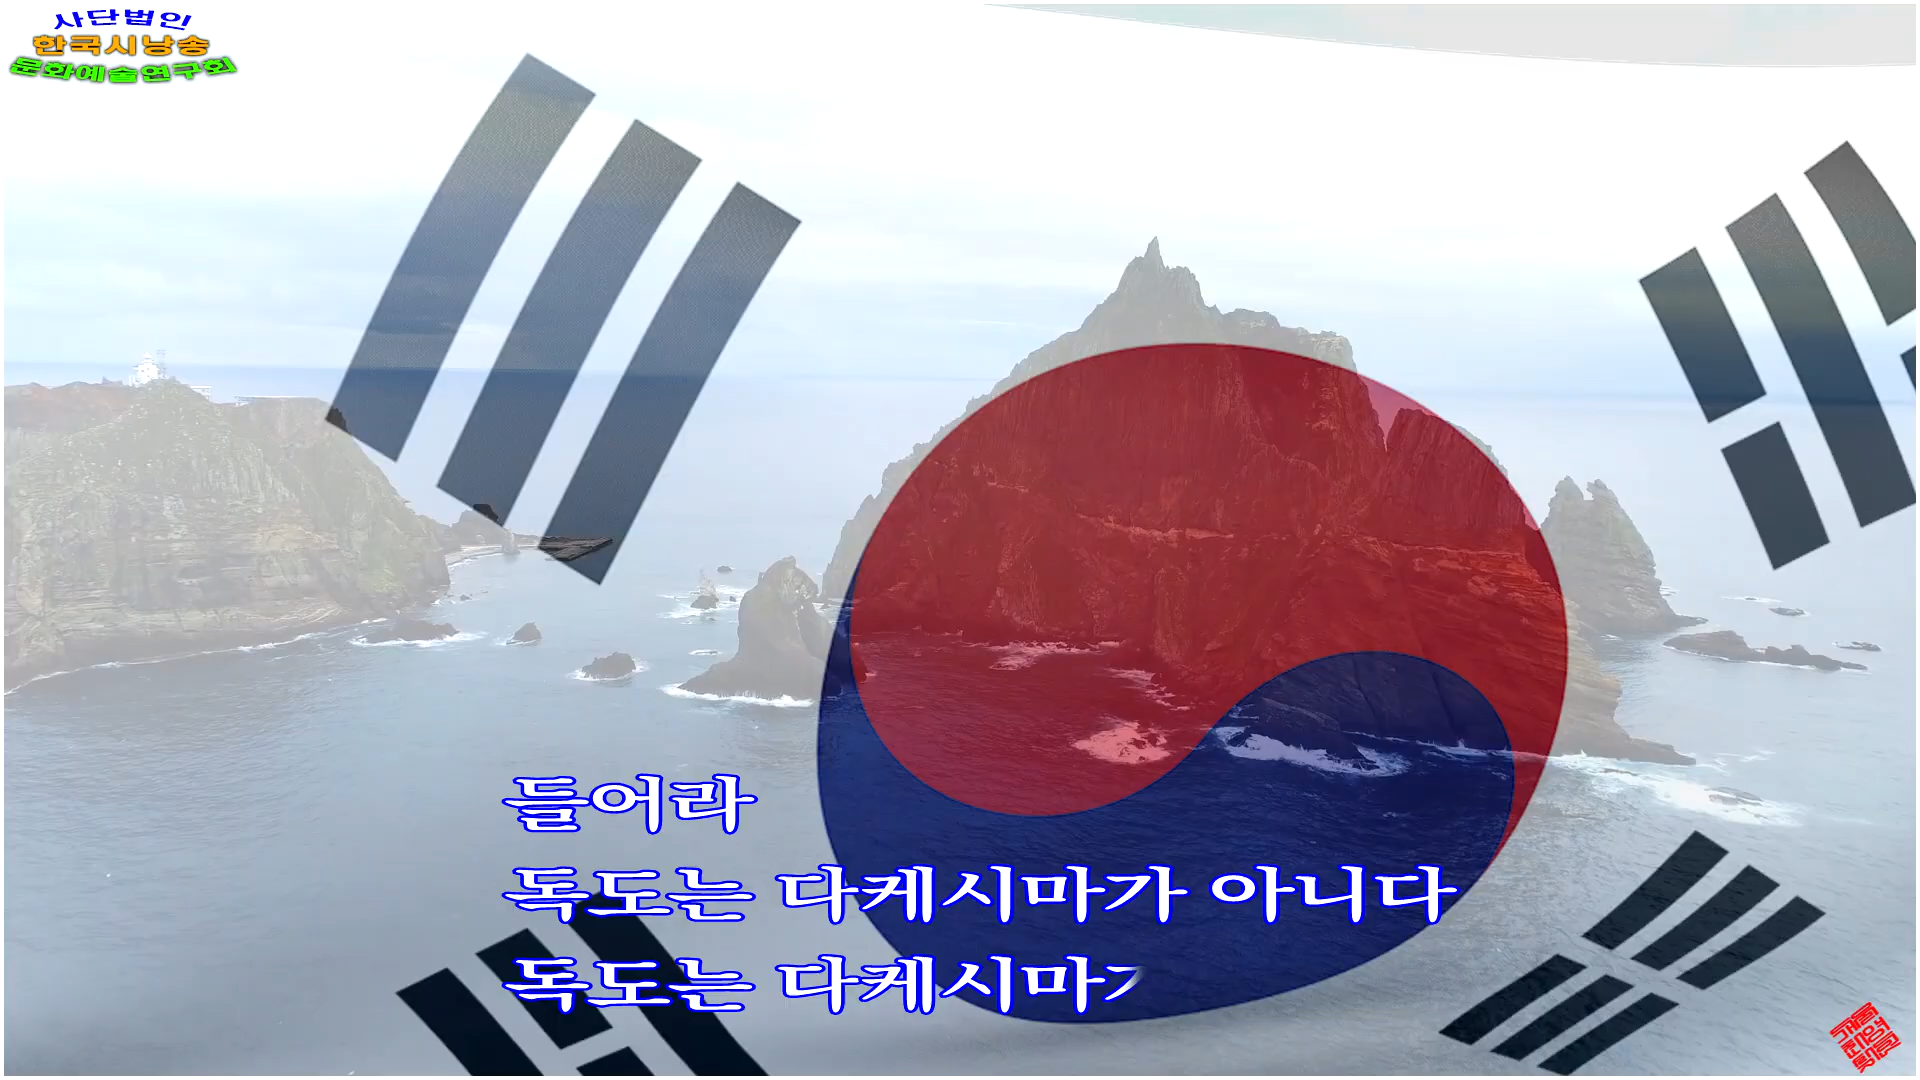 사단법인
한국시낭송
문화예술연구회
들어라
독도는 다케시마가 아니다
독도는 다케시마